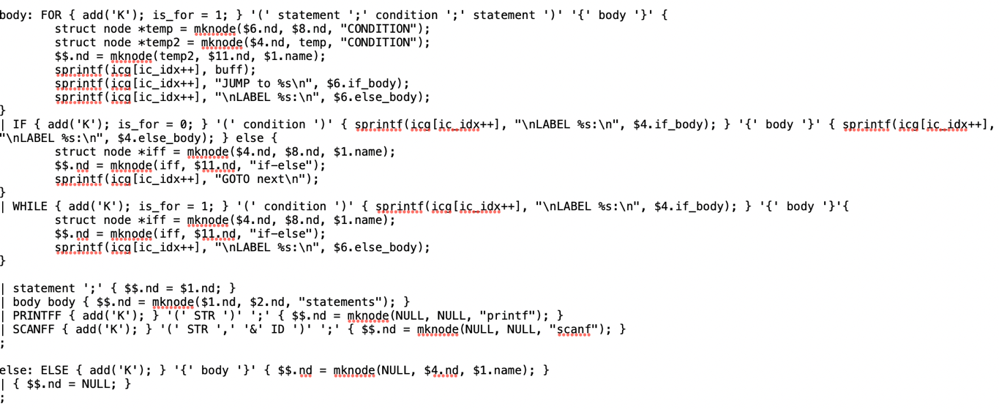 body: FOR { add('K'); is_for = 1; } '(' statement ';' condition ';' statement ')' '{' body '}' {
struct node *temp = mknode($6.nd, $8.nd, "CONDITION");
struct node *temp2 = mknode($4.nd, temp, "CONDITION");
$$.nd = mknode(temp2, $11.nd, $1.name);
sprintf(icg[ic_idx++], buff);
sprintf(icg[ic_idx++], "JUMP to %s\n", $6.if_body);
sprintf(icg[ic_idx++], "\nLABEL %s:\n", $6.else_body);
}
| IF { add('K'); is_for = 0; } '(' condition ')' { sprintf(icg[ic_idx++], "\nLABEL %s:\n", $4.if_body); } '{' body '}' { sprintf(icg[ic_idx++],
"\nLABEL %s:\n", $4.else_body); } else {
struct node *iff = mknode($4.nd, $8.nd, $1.name);
$$.nd = mknode(iff, $11.nd, "if-else");
sprintf(icg[ic_idx++], "GOTO next\n");
}
| WHILE { add('K'); is_for = 1; } '(' condition ')' { sprintf(icg[ic_idx++], "\nLABEL %s:\n", $4.if_body); } '{' body '}'{
struct node *iff = mknode($4.nd, $8.nd, $1.name);
$$.nd = mknode(iff, $11.nd, "if-else");
sprintf(icg[ic_idx++], "\nLABEL %s:\n", $6.else_body);
}
| statement ';' { $$.nd = $1.nd; }
| body body { $$.nd = mknode($1.nd, $2.nd, "statements"); }
| PRINTFF { add('K'); } '(' STR ')' ';' { $$.nd = mknode(NULL, NULL, "printf"); }
| SCANFF { add('K'); } '(' STR ',' '&' ID ')' ';' { $$.nd = mknode(NULL, NULL, "scanf"); }
;
else: ELSE { add('K'); } '{' body '}' { $$.nd = mknode(NULL, $4.nd, $1.name); }
| { $$.nd = NULL; }
;